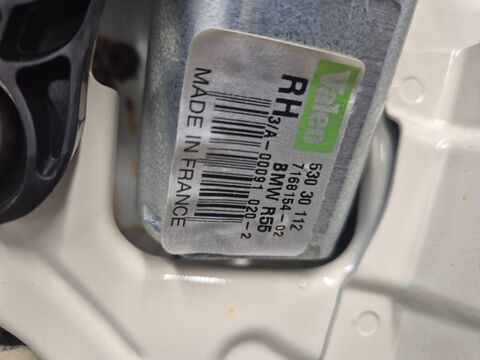 Valeo
RH
530 30 112
7168154-02
BMW R55
3/A-00091 020-2
MADE IN FRANCE